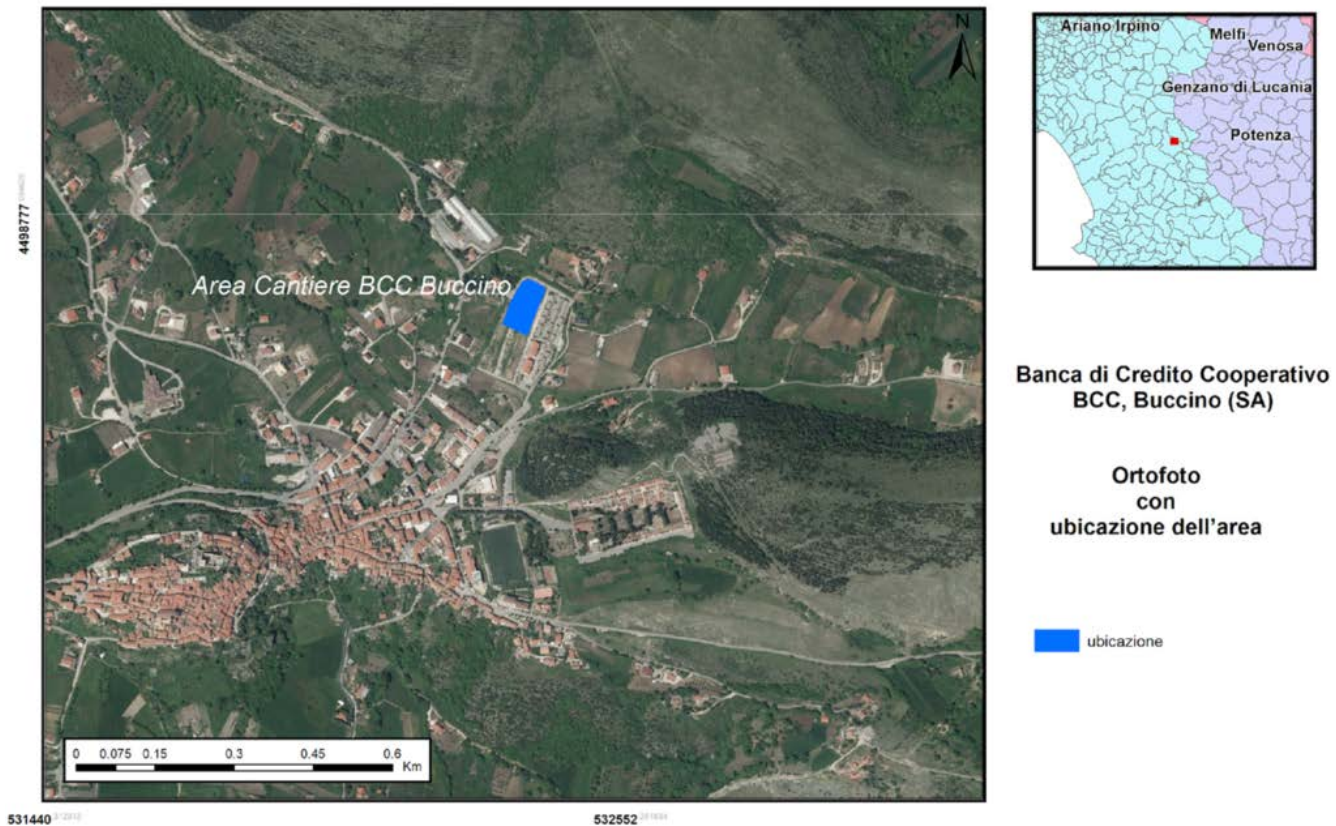 N
Area Cantiere BCC Buccino
4498777
0 0.075 0.15 0.3 0.45 0.6
Km
531440
532552
Ariano Irpino
Melfi
Venosa
Genzano di Lucania
Potenza
Banca di Credito Cooperativo
BCC, Buccino (SA)
Ortofoto
con
ubicazione dell'area
ubicazione